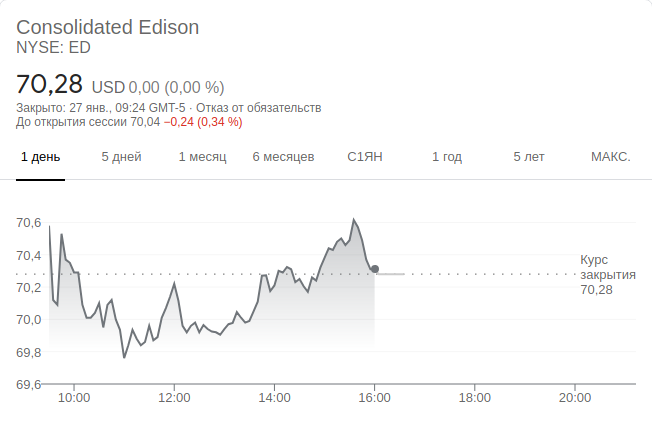 Consolidated Edison
NYSE: ED
70,28 USD 0,00 (0,00 %)
Закрыто: 27 янв., 09:24 GMT-5 · Отказ от обязательств
До открытия сессии 70,04 −0,24 (0,34 %)
1 день 5 дней 1 месяц 6 месяцев С1ЯН 1 год 5 лет МАКС.
70,6
70,4
70,2
70,0
69,8
69,6
Курс
закрытия
70,28
10:00 12:00 14:00 16:00 18:00 20:00